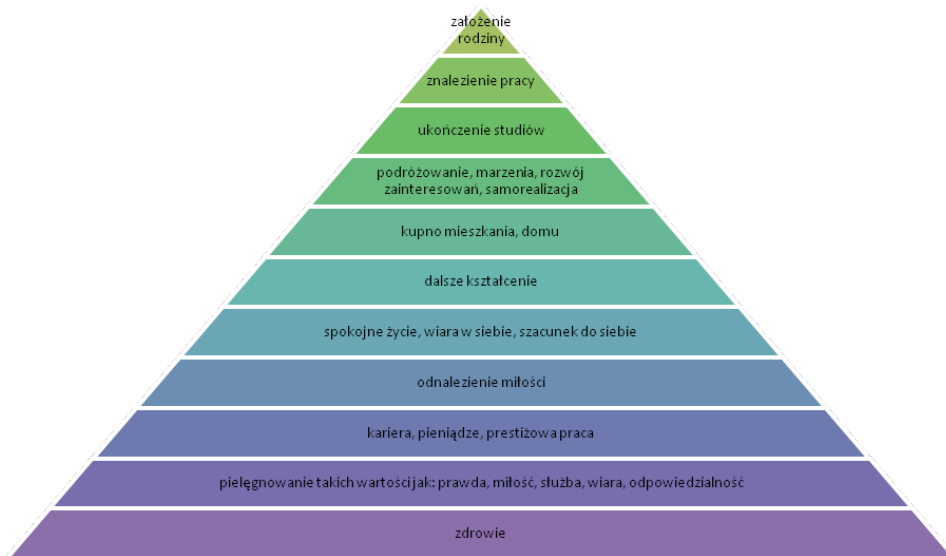 założenie
rodziny
znalezienie pracy
ukończenie studiów
podróżowanie, marzenia, rozwój
zainteresowań, samorealizacja
kupno mieszkania, domu
dalsze kształcenie
spokojne życie, wiara w siebie, szacunek do siebie
odnalezienie miłości
kariera, pieniądze, prestiżowa praca
pielęgnowanie takich wartości jak: prawda, miłość, służba, wiara, odpowiedzialność
zdrowie